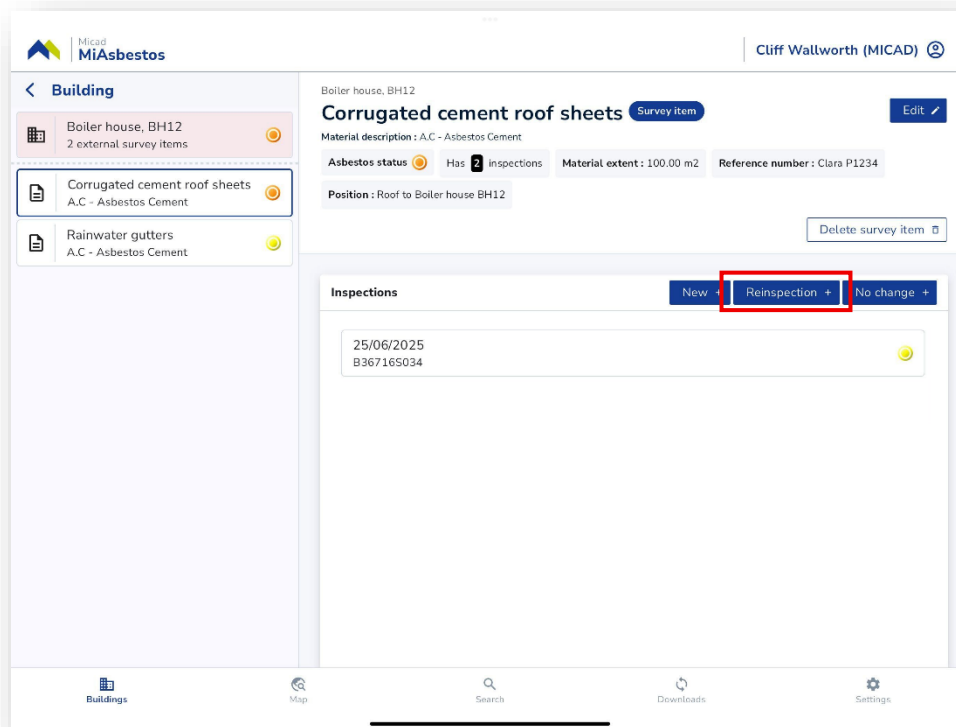 Micad
MiAsbestos
Cliff Wallworth (MICAD)
Building
Boiler house, BH12
2 external survey items
Corrugated cement roof sheets
A.C - Asbestos Cement
Rainwater gutters
A.C - Asbestos Cement
Boiler house, BH12
Corrugated cement roof sheets Survey item
Edit
Material description : A.C - Asbestos Cement
Asbestos status Has 2 inspections Material extent : 100.00 m2 Reference number : Clara P1234
Position : Roof to Boiler house BH12
Delete survey item
Inspections New + Reinspection + No change +
25/06/2025
B36716S034
Buildings Map Search Downloads Settings